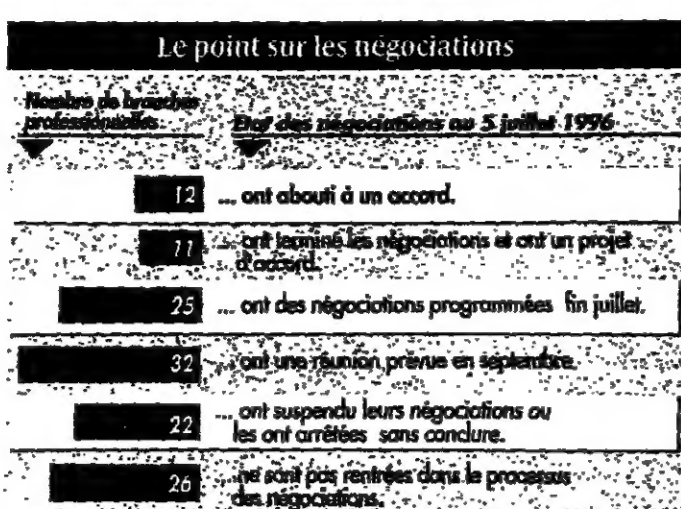 Le point sur les négociations
Nombre de branches
professionnelles
Etat des négociations au 5 juillet 1996
12 ... ont abouti à un accord.
11 ... ont terminé les négociations et ont un projet
d'accord.
25 ... ont des négociations programmées fin juillet.
32 ... ont une réunion prévue en septembre.
22 ... ont suspendu leurs négociations ou
les ont arrêtées sans conclure.
26 ... ne sont pas rentrées dans le processus
des négociations.